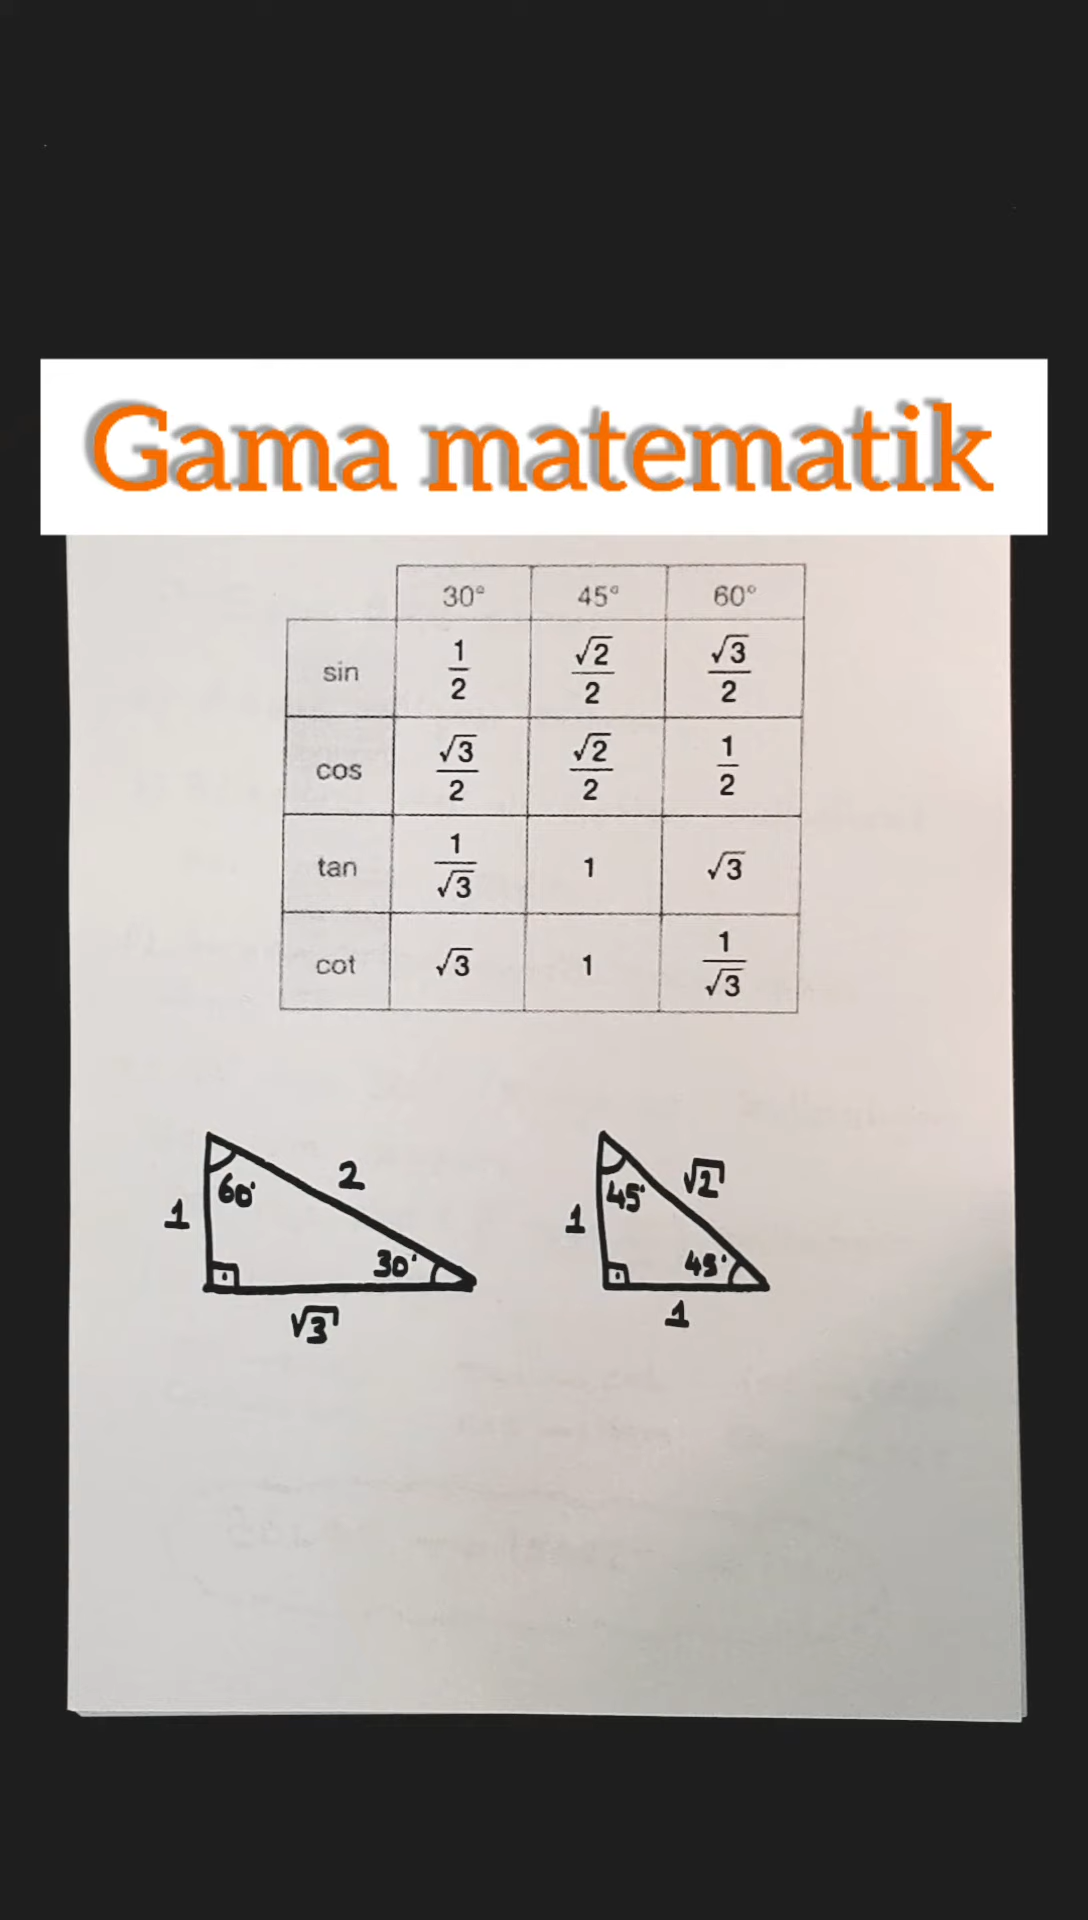 Gama matematik
30° 45° 60°
sin 1/2 √2/2 √3/2
cos √3/2 √2/2 1/2
tan 1/√3 1 √3
cot √3 1 1/√3
60° 2 √2 45°
1 30° 1 45°
√3 1